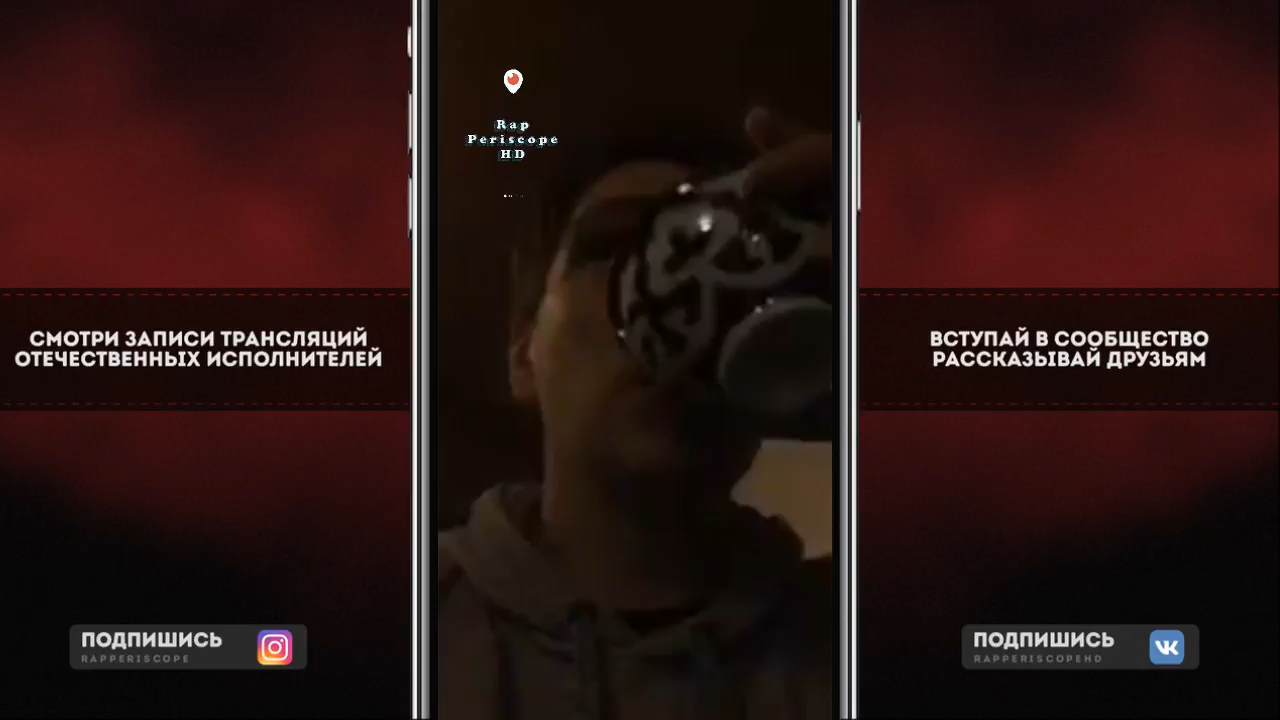 Rap
Periscope
HD
СМОТРИ ЗАПИСИ ТРАНСЛЯЦИЙ
ОТЕЧЕСТВЕННЫХ ИСПОЛНИТЕЛЕЙ
ВСТУПАЙ В СООБЩЕСТВО
РАССКАЗЫВАЙ ДРУЗЬЯМ
ПОДПИШИСЬ
RAPPERISCOPE
ПОДПИШИСЬ
RAPPERISCOPEHD